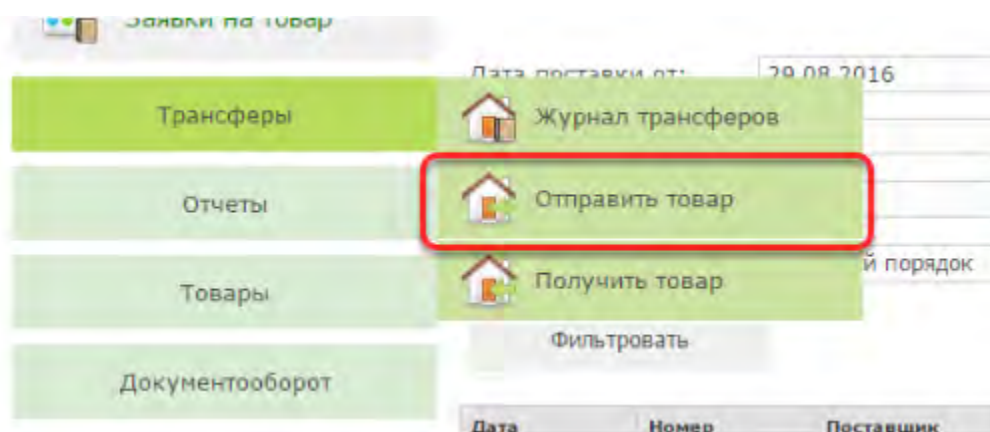 Заявки на товар
Дата поставки от: 29.08.2016
Трансферы
Журнал трансферов
Отчеты
Отправить товар
й порядок
Товары
Получить товар
Фильтровать
Документооборот
Дата Номер Поставщик